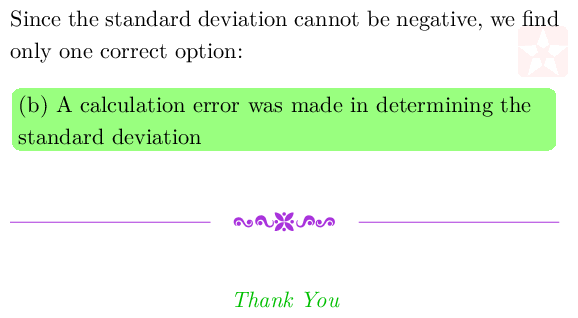 Since the standard deviation cannot be negative, we find
only one correct option:
(b) A calculation error was made in determining the
standard deviation
Thank You